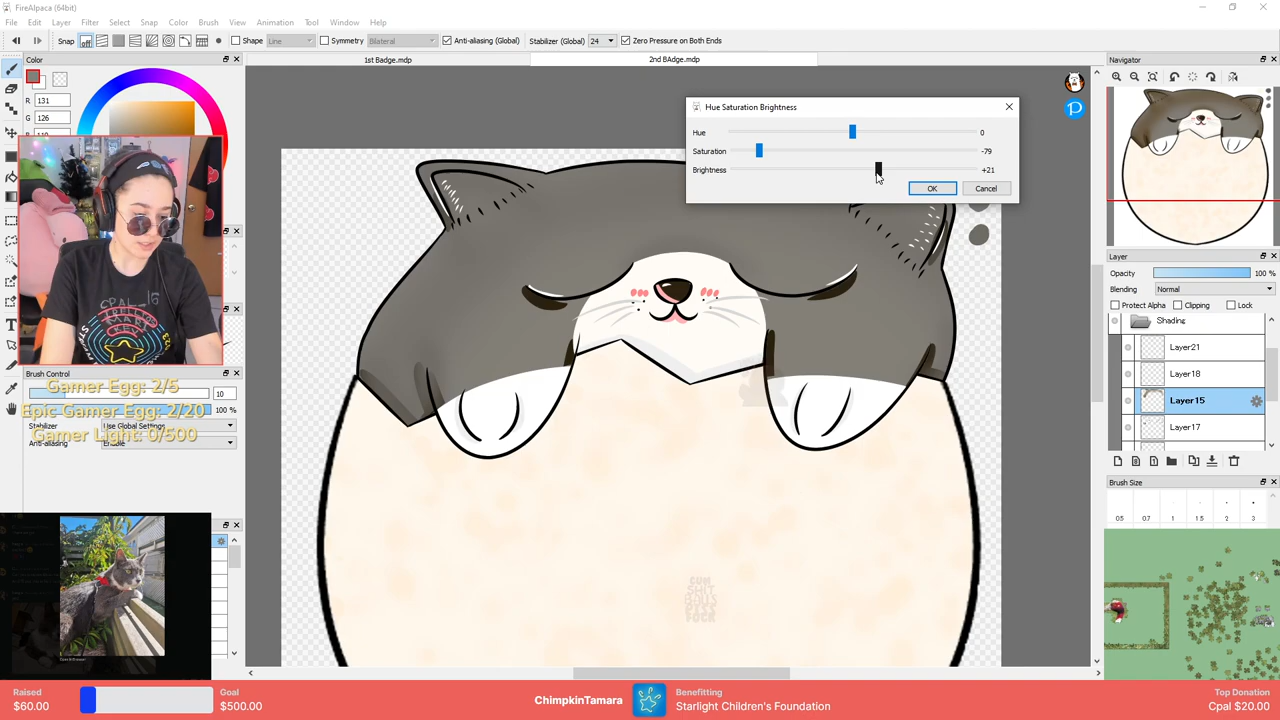 FireAlpaca (64bit)
File Edit Layer Filter Select Snap Color Brush View Animation Tool Window Help
Snap off Shape Line Symmetry Bilateral Anti-aliasing (Global) Stabilizer (Global) 24 Zero Pressure on Both Ends
Color
1st Badge.mdp
2nd BAdge.mdp
Navigator
R 131
G 126
Hue Saturation Brightness
Hue 0
Saturation -79
Brightness +21
OK Cancel
CPAL_16
Layer
Opacity 100 %
Blending Normal
Protect Alpha Clipping Lock
Shading
Layer21
Layer18
Layer15
Layer17
Brush Control
10
100 %
Stabilizer Use Global Settings
Anti-aliasing Enable
Gamer Egg: 2/5
Epic Gamer Egg: 2/20
Gamer Light: 0/500
Brush Size
0.5 0.7 1 1.5 2 3
Raised
$60.00
Goal
$500.00
ChimpkinTamara
Benefitting
Starlight Children's Foundation
Top Donation
Cpal $20.00